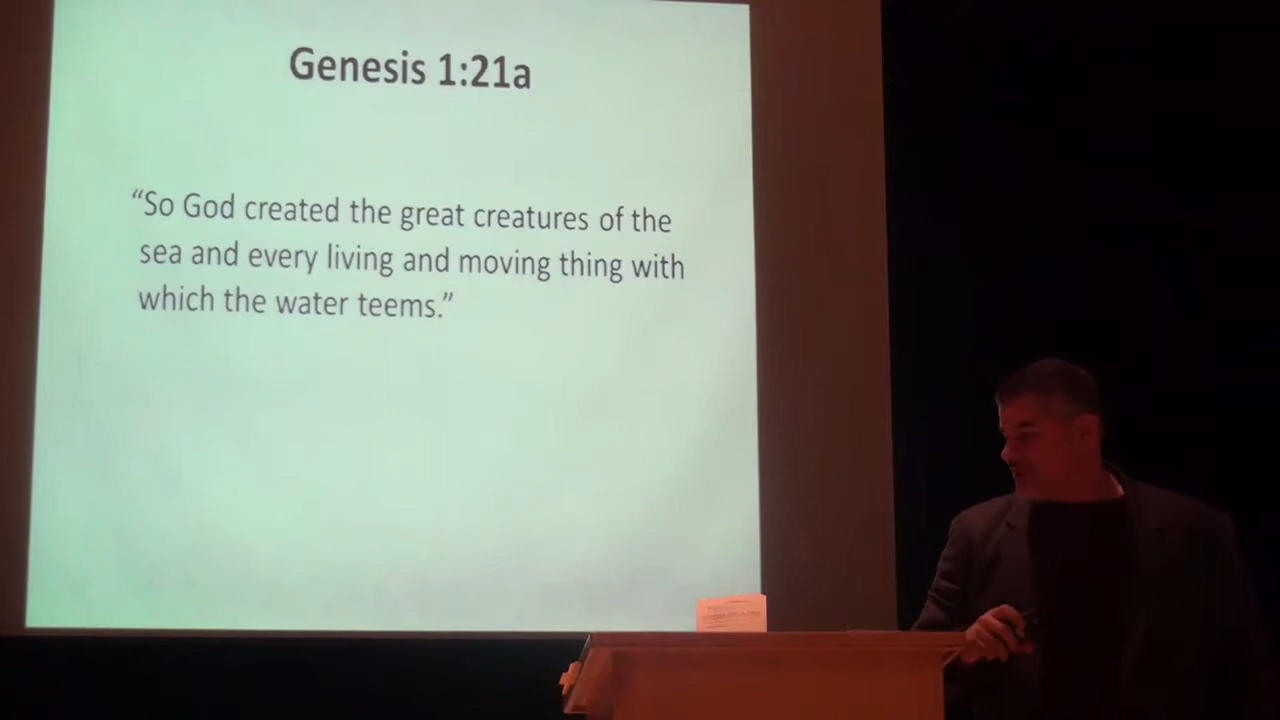 Genesis 1:21a
“So God created the great creatures of the
sea and every living and moving thing with
which the water teems.”